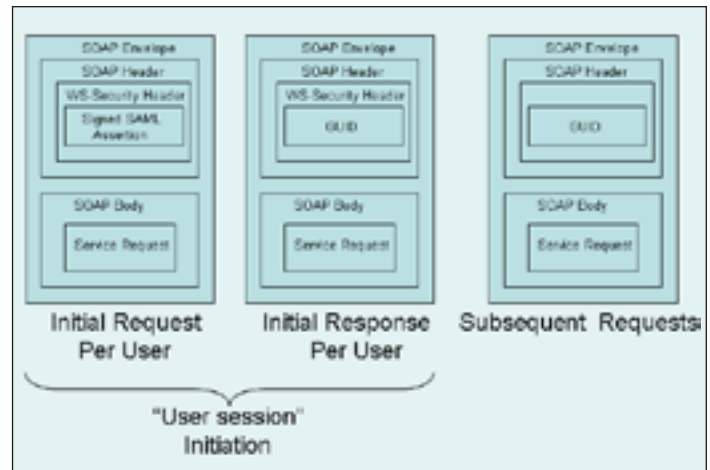 SOAP Envelope
SOAP Header
WS-Security Header
Signed SAML
Assertion
SOAP Body
Service Request
Initial Request
Per User
SOAP Envelope
SOAP Header
WS-Security Header
GUID
SOAP Body
Service Request
Initial Response
Per User
SOAP Envelope
SOAP Header
GUID
SOAP Body
Service Request
Subsequent Requests
"User session"
Initiation